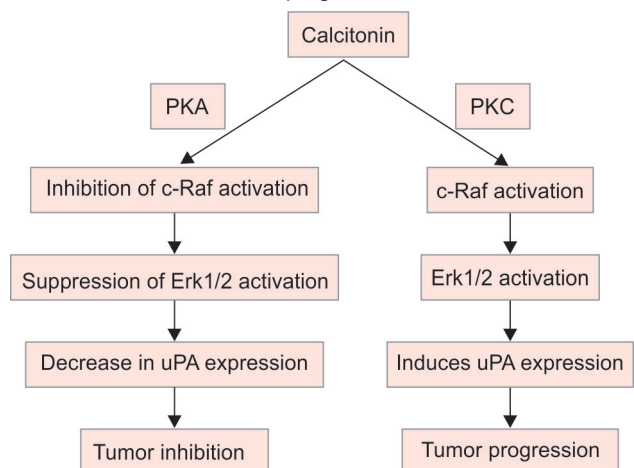 Calcitonin
PKA
PKC
Inhibition of c-Raf activation
c-Raf activation
Suppression of Erk1/2 activation
Erk1/2 activation
Decrease in uPA expression
Induces uPA expression
Tumor inhibition
Tumor progression